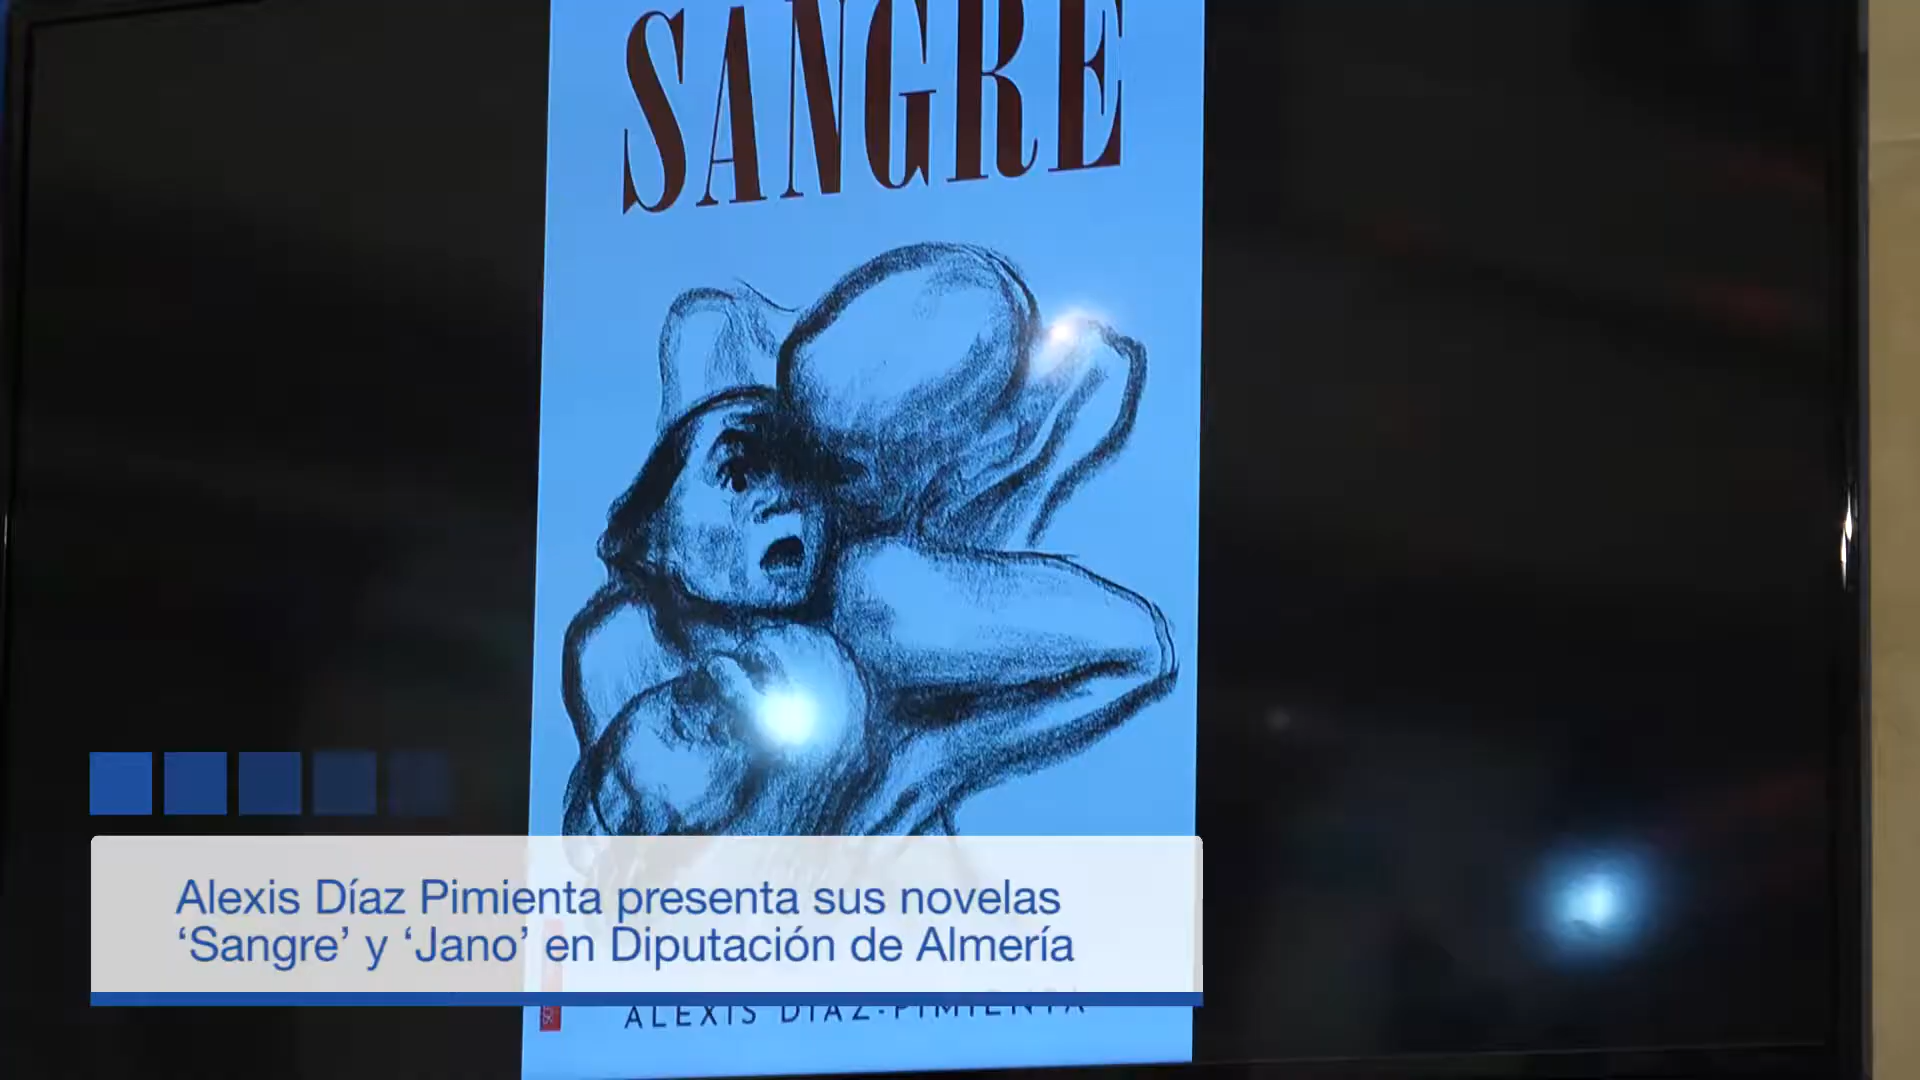 SANGRE
Alexis Díaz Pimienta presenta sus novelas
‘Sangre’ y ‘Jano’ en Diputación de Almería
ALEXIS DÍAZ-PIMIENTA